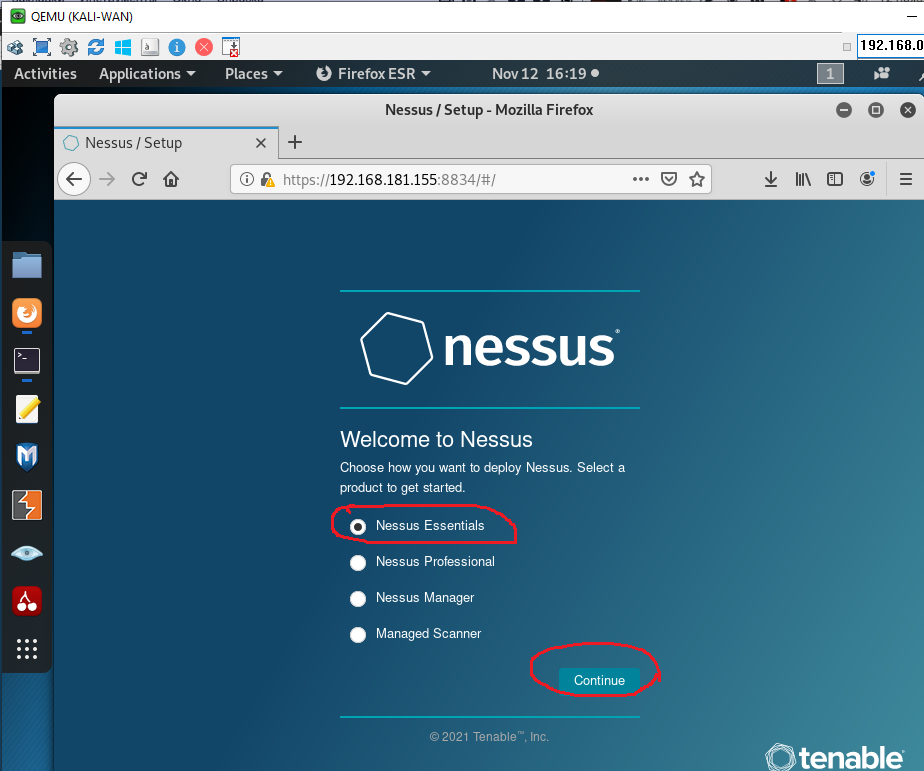 QEMU (KALI-WAN)
192.168.0
Activities Applications Places Firefox ESR Nov 12 16:19 1
Nessus / Setup - Mozilla Firefox
Nessus / Setup
https://192.168.181.155:8834/#/
nessus
Welcome to Nessus
Choose how you want to deploy Nessus. Select a
product to get started.
Nessus Essentials
Nessus Professional
Nessus Manager
Managed Scanner
Continue
© 2021 Tenable™, Inc.
tenable